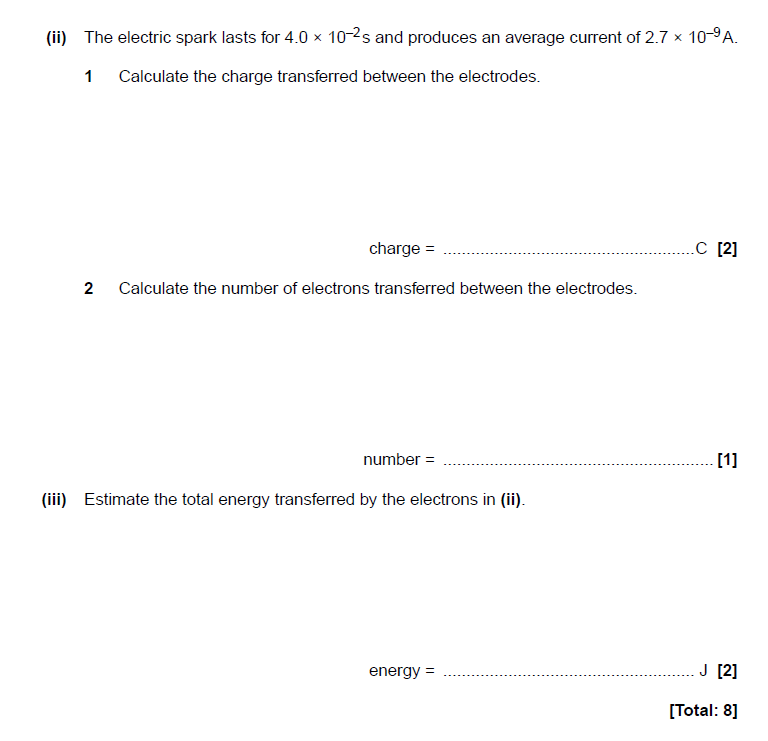 (ii) The electric spark lasts for 4.0 × 10⁻² s and produces an average current of 2.7 × 10⁻⁹ A.
1 Calculate the charge transferred between the electrodes.
charge = ...................................................... C [2]
2 Calculate the number of electrons transferred between the electrodes.
number = .......................................................... [1]
(iii) Estimate the total energy transferred by the electrons in (ii).
energy = ...................................................... J [2]
[Total: 8]